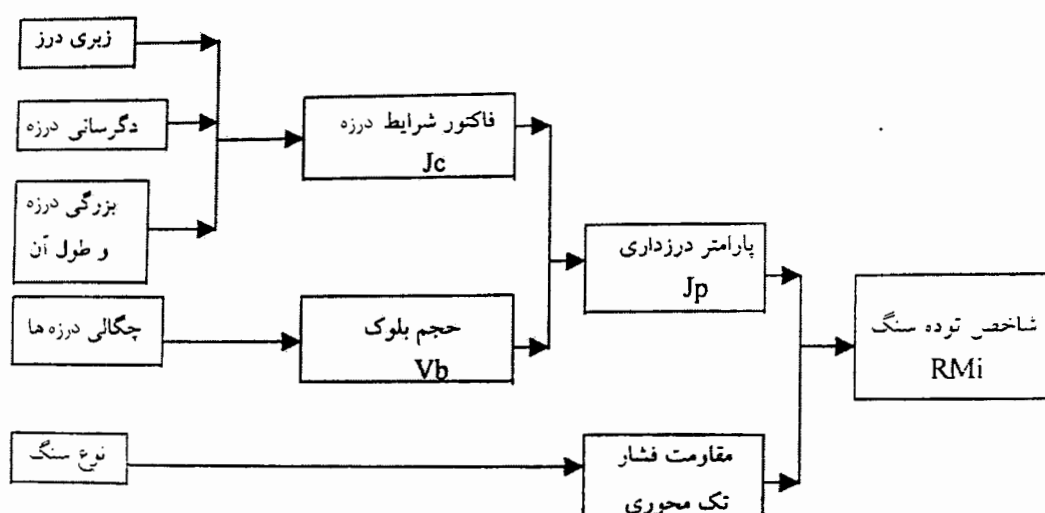 زبری درز
دگرسانی درزه
بزرگی درزه
و طول آن
چگالی درزه ها
نوع سنگ
فاکتور شرایط درزه
Jc
حجم بلوک
Vb
پارامتر درزداری
Jp
مقاومت فشار
تک محوری
شاخص توده سنگ
RMi